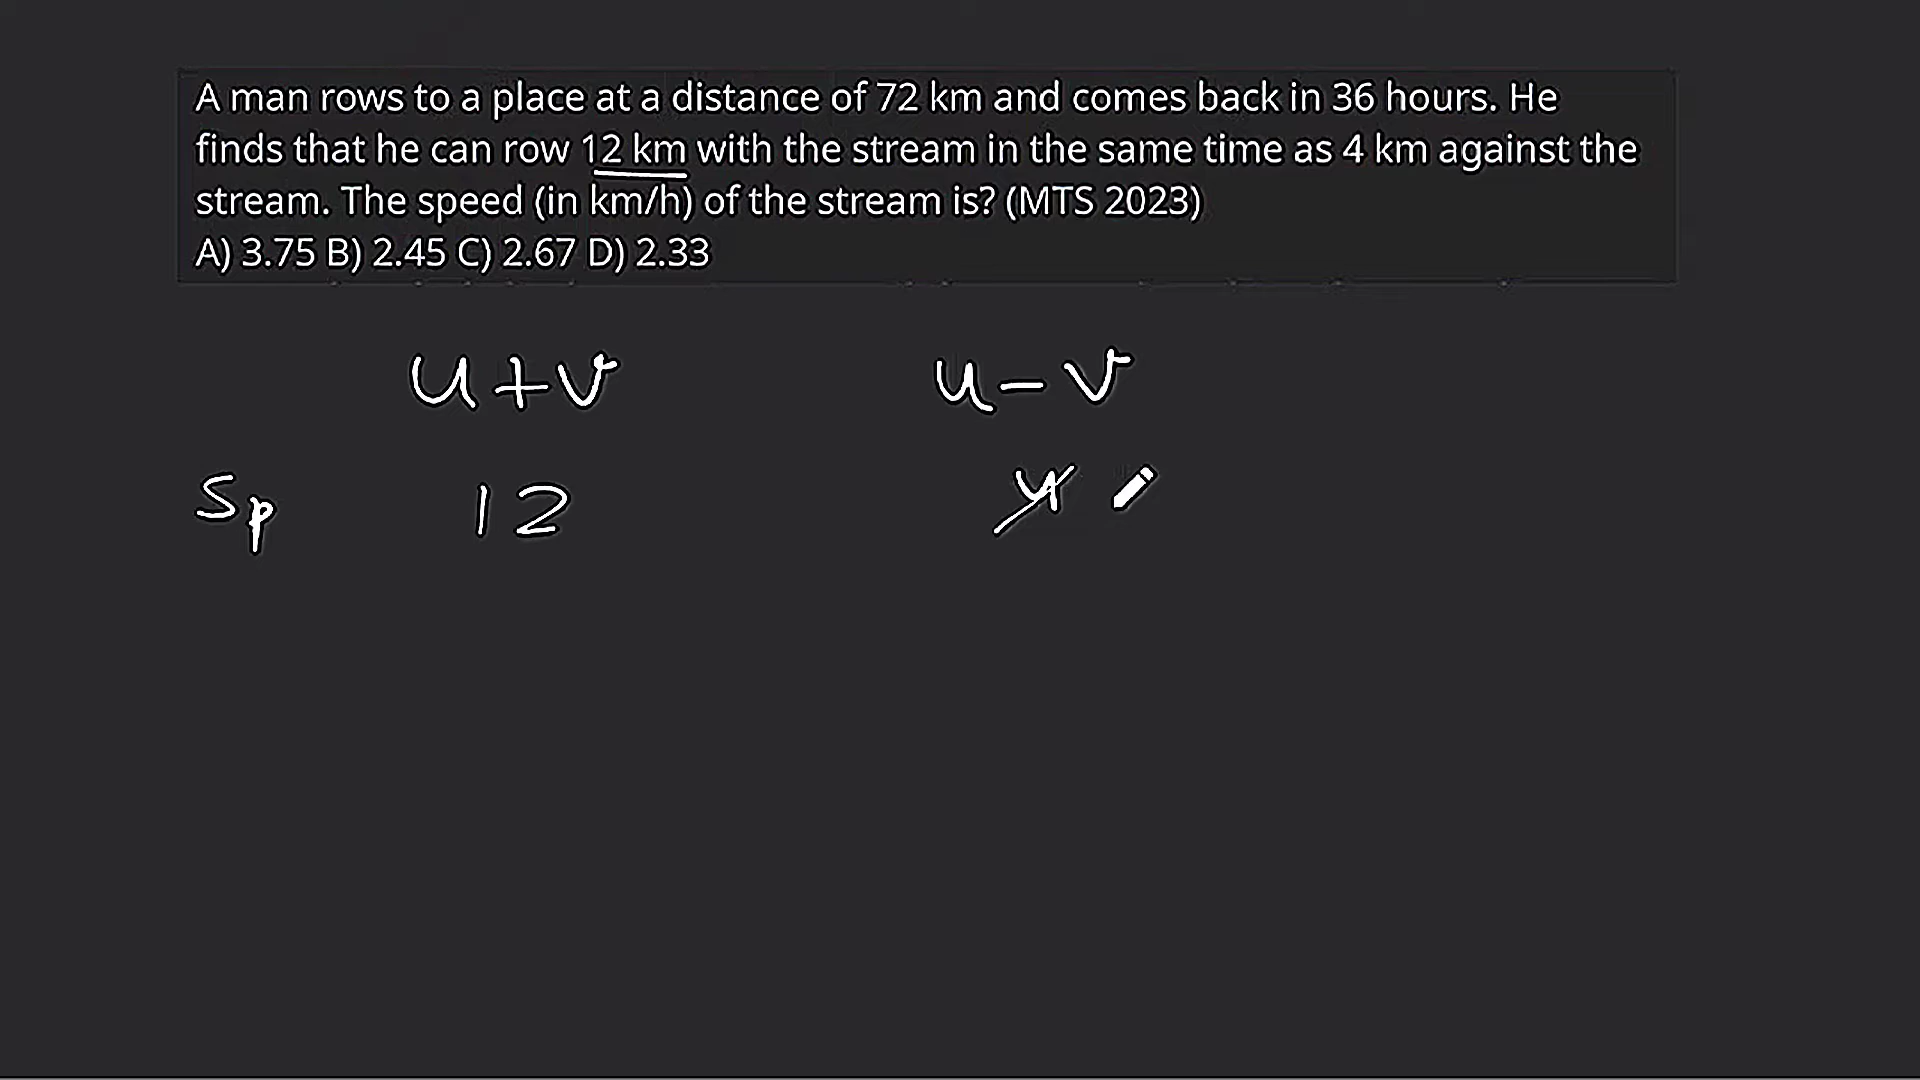 A man rows to a place at a distance of 72 km and comes back in 36 hours. He
finds that he can row 12 km with the stream in the same time as 4 km against the
stream. The speed (in km/h) of the stream is? (MTS 2023)
A) 3.75 B) 2.45 C) 2.67 D) 2.33
u+v u-v
Sp 12 4